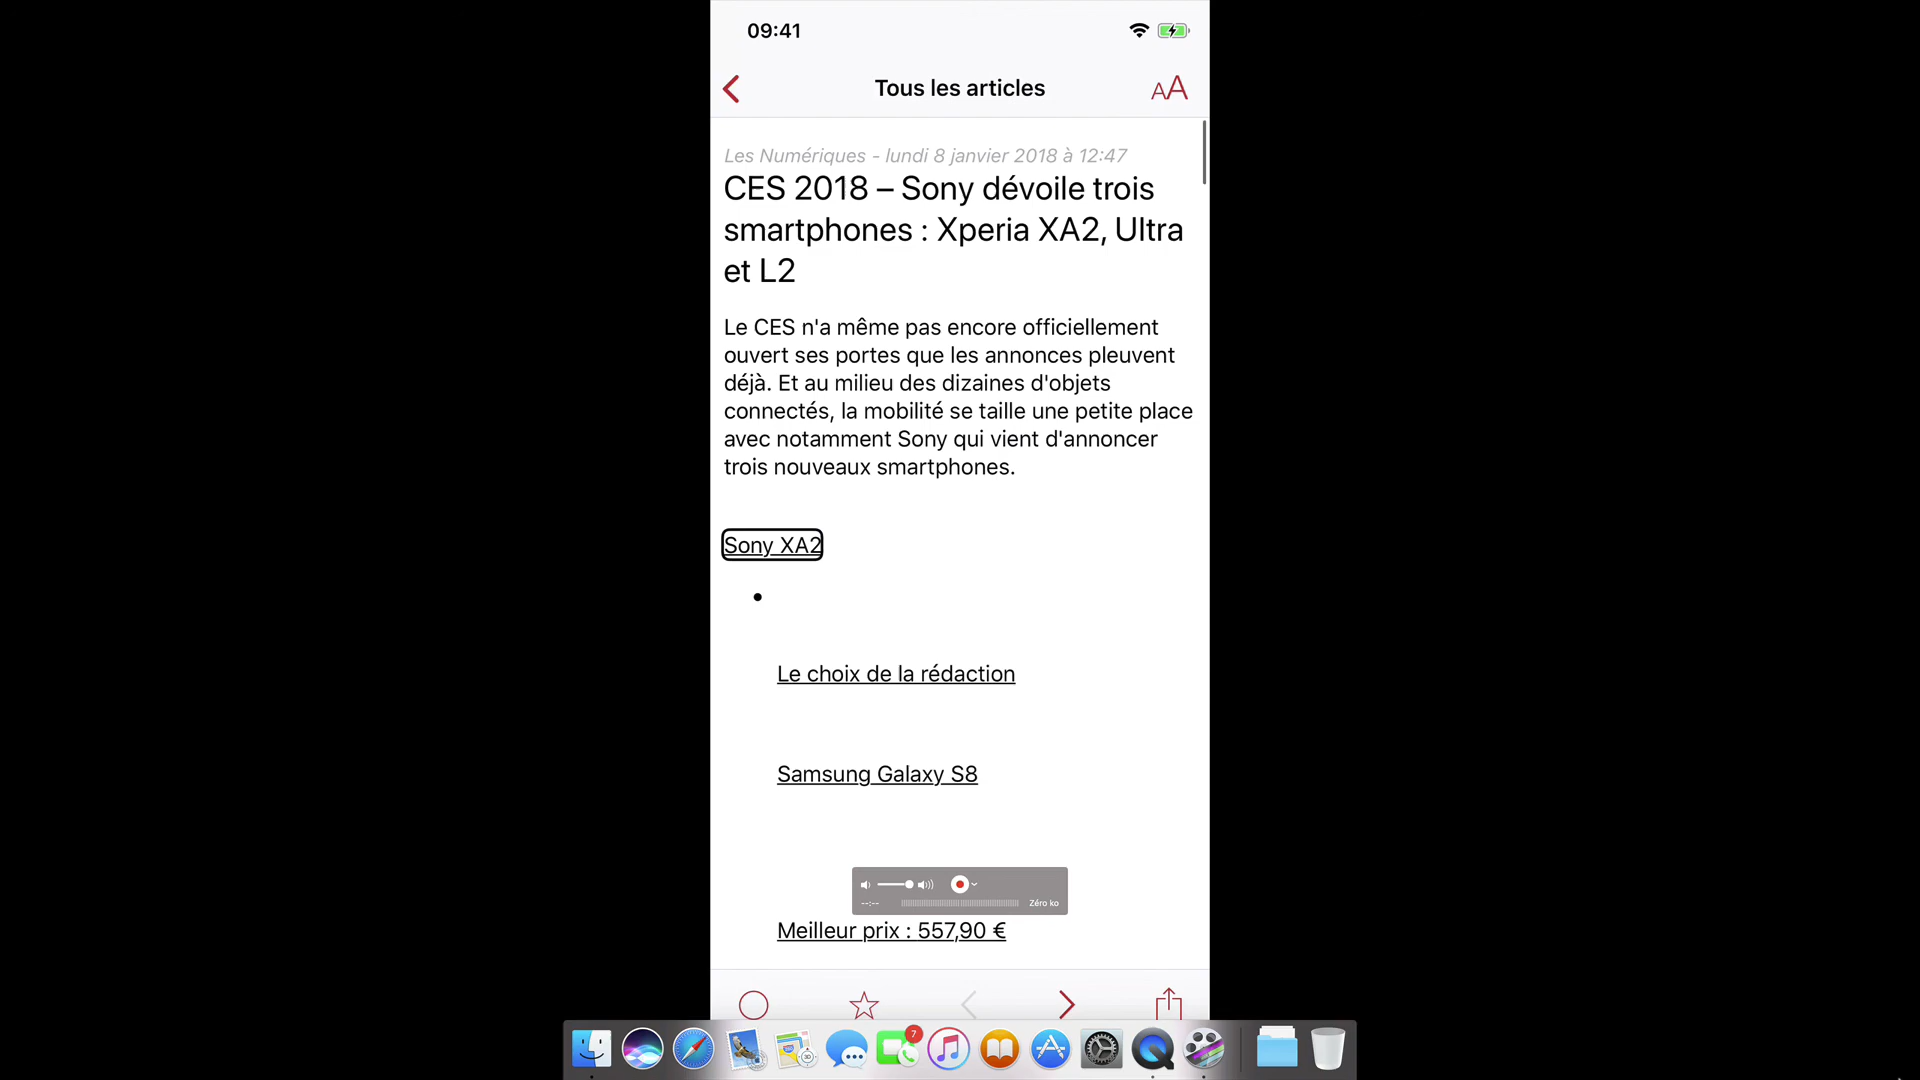 09:41
Tous les articles
AA
Les Numériques - lundi 8 janvier 2018 à 12:47
CES 2018 – Sony dévoile trois
smartphones : Xperia XA2, Ultra
et L2
Le CES n'a même pas encore officiellement
ouvert ses portes que les annonces pleuvent
déjà. Et au milieu des dizaines d'objets
connectés, la mobilité se taille une petite place
avec notamment Sony qui vient d'annoncer
trois nouveaux smartphones.
Sony XA2
Le choix de la rédaction
Samsung Galaxy S8
--:-- Zéro ko
Meilleur prix : 557,90 €
3D
7